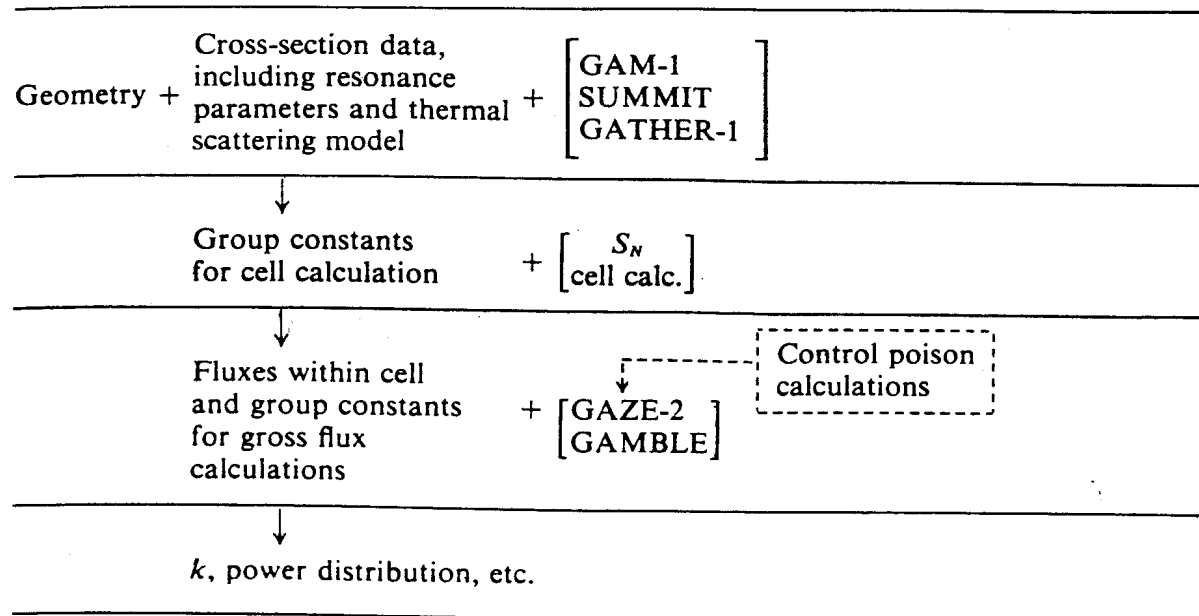 Geometry + Cross-section data, including resonance parameters and thermal scattering model + [GAM-1 SUMMIT GATHER-1]
Group constants for cell calculation + [S_N cell calc.]
Fluxes within cell and group constants for gross flux calculations + [GAZE-2 GAMBLE]
Control poison calculations
k, power distribution, etc.